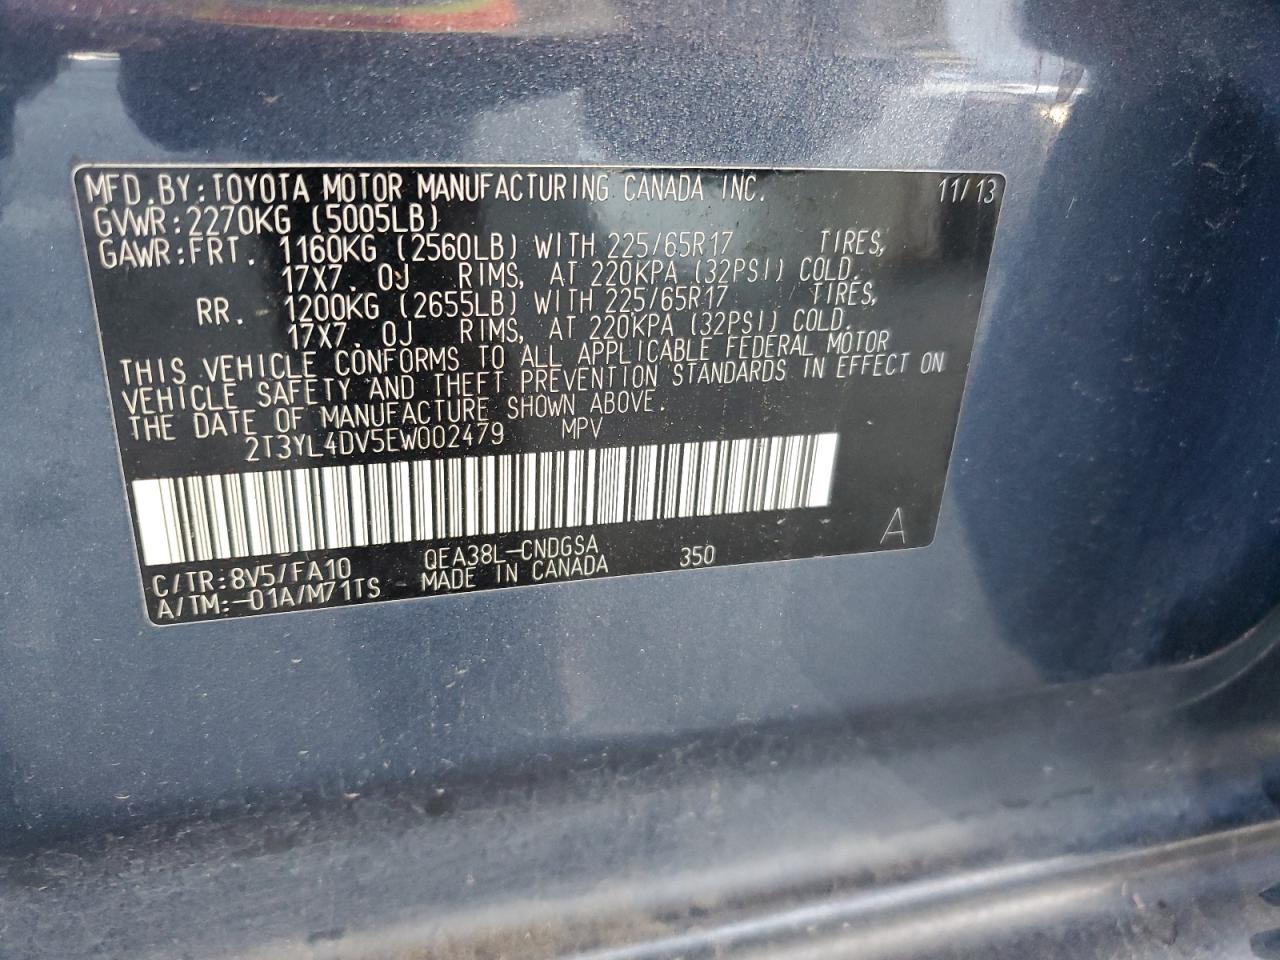 MFD.BY:TOYOTA MOTOR MANUFACTURING CANADA INC. 11/13
GVWR:2270KG (5005LB)
GAWR:FRT. 1160KG (2560LB) WITH 225/65R17 TIRES,
17X7.0J RIMS, AT 220KPA (32PSI) COLD.
RR. 1200KG (2655LB) WITH 225/65R17 TIRES,
17X7.0J RIMS, AT 220KPA (32PSI) COLD.
THIS VEHICLE CONFORMS TO ALL APPLICABLE FEDERAL MOTOR
VEHICLE SAFETY AND THEFT PREVENTION STANDARDS IN EFFECT ON
THE DATE OF MANUFACTURE SHOWN ABOVE.
2T3YL4DV5EW002479 MPV
C/TR:8V5/FA10 QEA38L-CNDGSA 350 A
A/TM:-01A/M71TS MADE IN CANADA